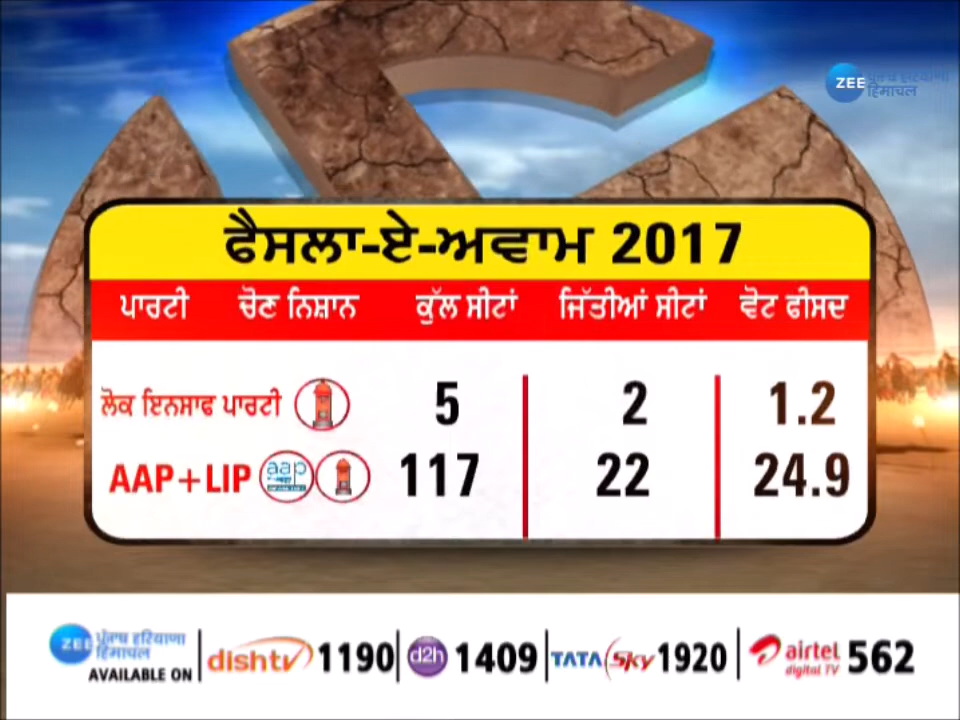 ZEE ਪੰਜਾਬ ਹਰਿਆਣਾ
ਹਿਮਾਚਲ
ਫੈਸਲਾ-ਏ-ਅਵਾਮ 2017
ਪਾਰਟੀ ਚੋਣ ਨਿਸ਼ਾਨ ਕੁੱਲ ਸੀਟਾਂ ਜਿੱਤੀਆਂ ਸੀਟਾਂ ਵੋਟ ਫੀਸਦ
ਲੋਕ ਇਨਸਾਫ ਪਾਰਟੀ 5 2 1.2
AAP+LIP aap 117 22 24.9
ZEE ਪੰਜਾਬ ਹਰਿਆਣਾ
ਹਿਮਾਚਲ
AVAILABLE ON
dishtv 1190 d2h 1409 TATA Sky 1920 airtel digital TV 562